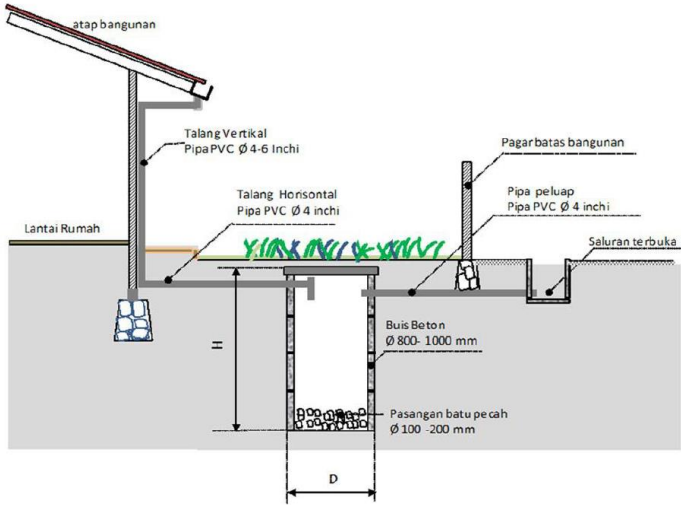 atap bangunan
Talang Vertikal
Pipa PVC Ø 4-6 Inchi
Pagar batas bangunan
Talang Horisontal
Pipa PVC Ø 4 inchi
Pipa peluap
Pipa PVC Ø 4 inchi
Lantai Rumah
Saluran terbuka
H
Buis Beton
Ø 800- 1000 mm
Pasangan batu pecah
Ø 100 -200 mm
D